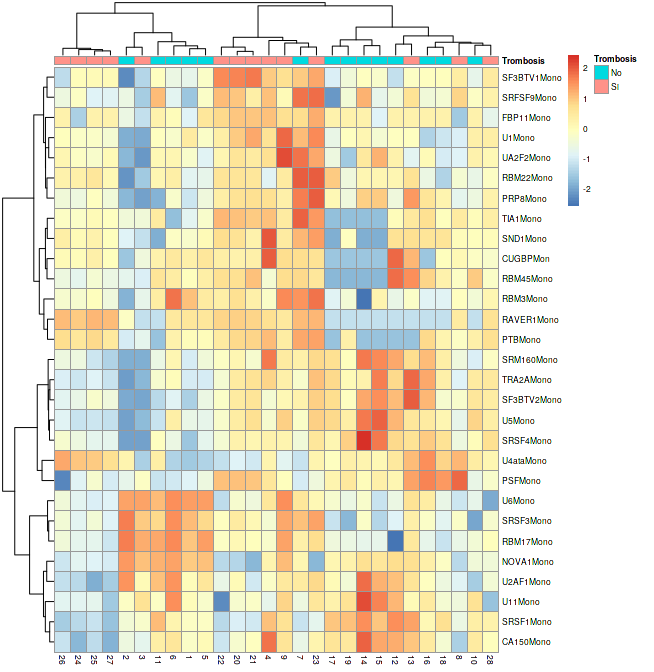 Trombosis
Trombosis
No
SI
2
1
0
-1
-2
SF3BTV1Mono
SRFSF9Mono
FBP11Mono
U1Mono
UA2F2Mono
RBM22Mono
PRP8Mono
TIA1Mono
SND1Mono
CUGBPMon
RBM45Mono
RBM3Mono
RAVER1Mono
PTBMono
SRM160Mono
TRA2AMono
SF3BTV2Mono
U5Mono
SRSF4Mono
U4ataMono
PSFMono
U6Mono
SRSF3Mono
RBM17Mono
NOVA1Mono
U2AF1Mono
U11Mono
SRSF1Mono
CA150Mono
26 24 25 27 2 3 11 6 1 5 22 20 21 4 9 7 23 17 19 14 15 12 13 16 18 8 10 28